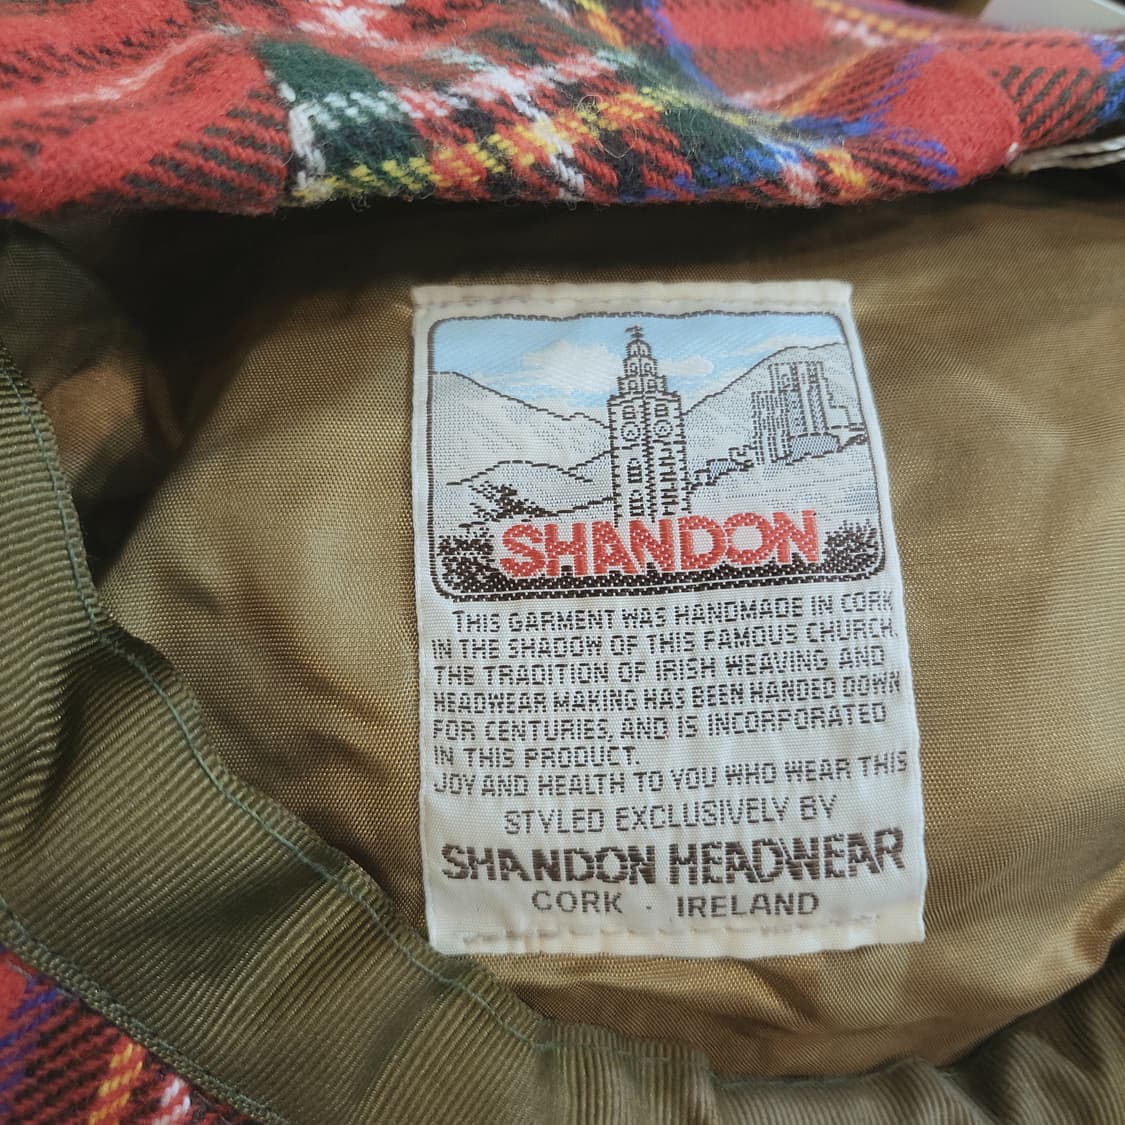 SHANDON
THIS GARMENT WAS HANDMADE IN CORK
IN THE SHADOW OF THIS FAMOUS CHURCH.
THE TRADITION OF IRISH WEAVING AND
HEADWEAR MAKING HAS BEEN HANDED DOWN
FOR CENTURIES, AND IS INCORPORATED
IN THIS PRODUCT.
JOY AND HEALTH TO YOU WHO WEAR THIS
STYLED EXCLUSIVELY BY
SHANDON HEADWEAR
CORK · IRELAND